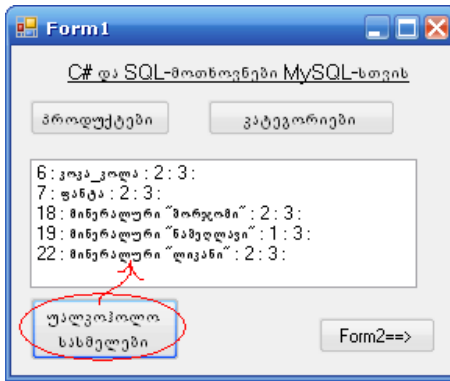 Form1
C# და SQL-მოთხოვნები MySQL-სთვის
პროდუქტები
კატეგორიები
6 : კოკა_კოლა : 2 : 3 :
7 : ფანტა : 2 : 3 :
18 : მინერალური "ბორჯომი" : 2 : 3 :
19 : მინერალური "ნაბეღლავი" : 1 : 3 :
22 : მინერალური "ლიკანი" : 2 : 3 :
უალკოჰოლო
სასმელები
Form2==>